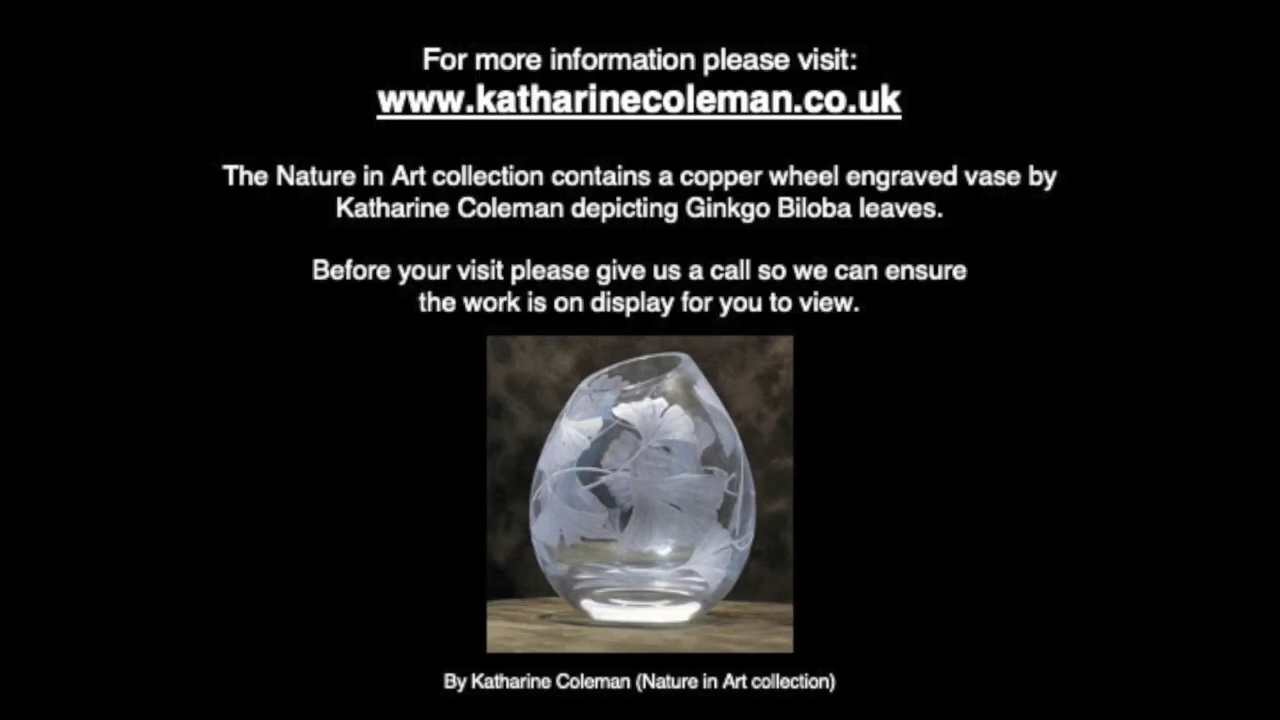 For more information please visit:
www.katharinecoleman.co.uk
The Nature in Art collection contains a copper wheel engraved vase by
Katharine Coleman depicting Ginkgo Biloba leaves.
Before your visit please give us a call so we can ensure
the work is on display for you to view.
By Katharine Coleman (Nature in Art collection)